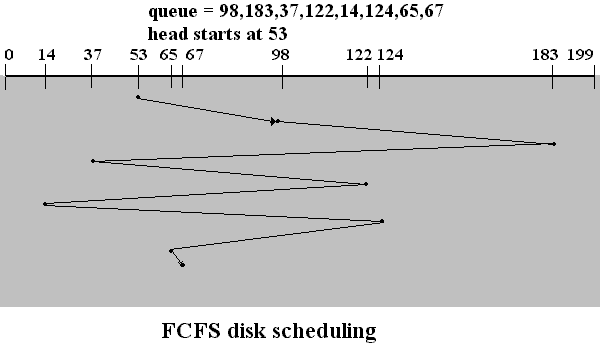 queue = 98,183,37,122,14,124,65,67
head starts at 53
0 14 37 53 65 67 98 122 124 183 199
FCFS disk scheduling